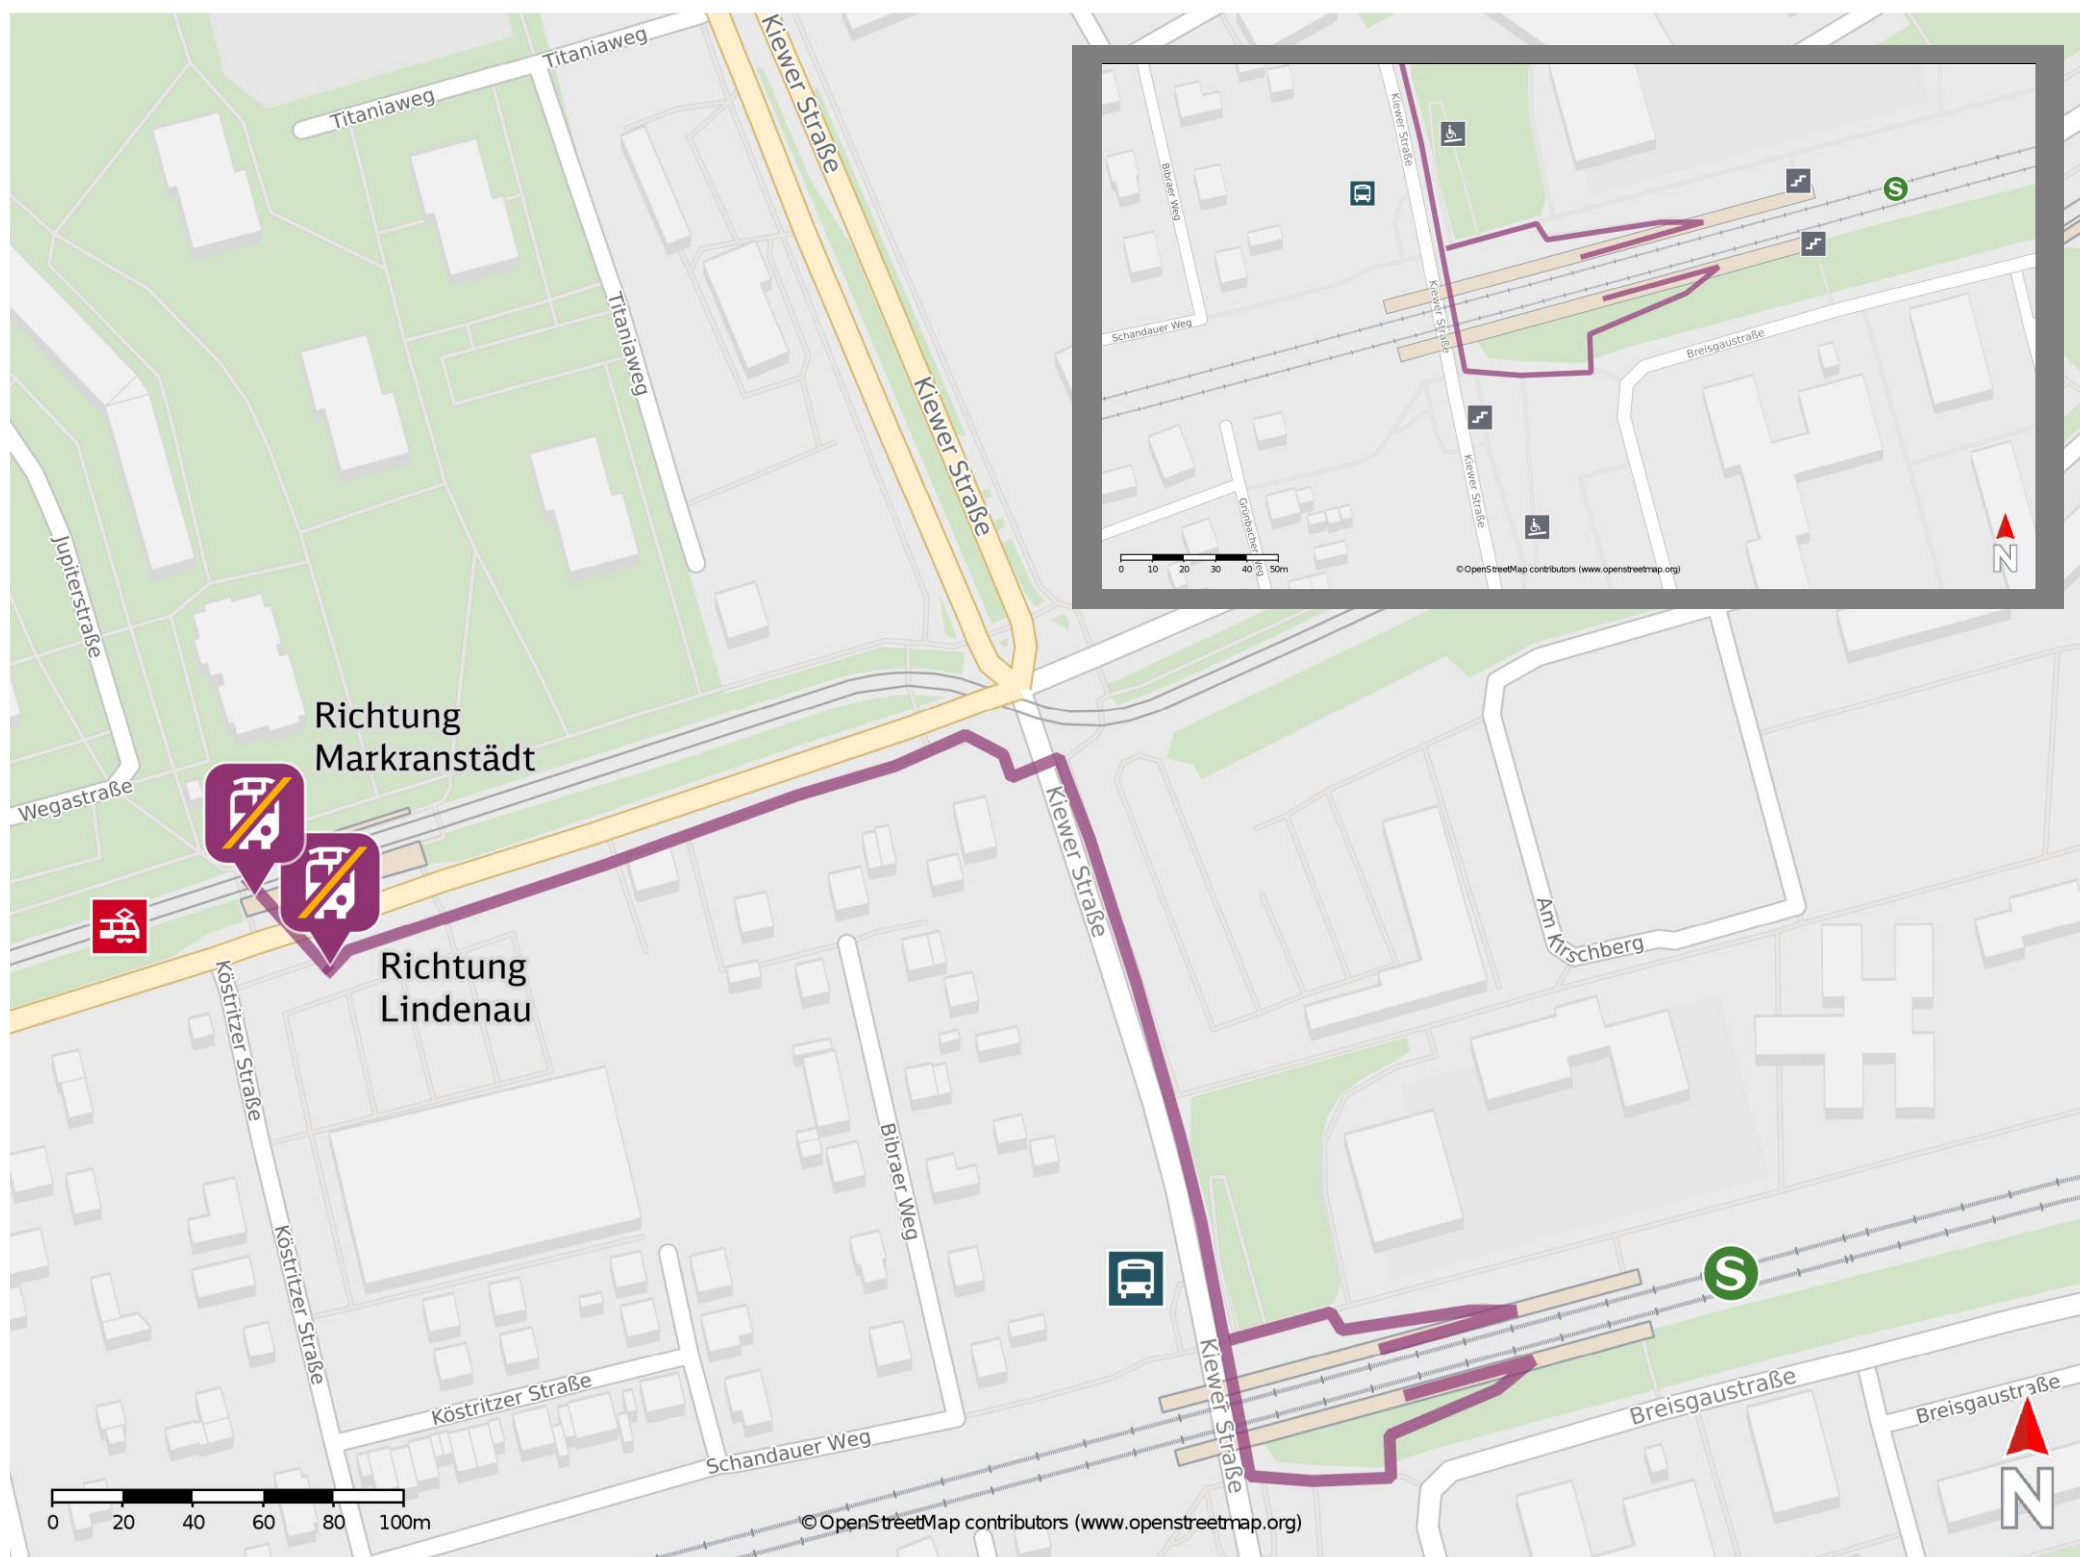 Titaniaweg
Titaniaweg
Titaniaweg
Kiewer Straße
Kiewer Straße
Kiewer Straße
Bibraer Weg
Schandauer Weg
Kiewer Straße
S
Breisgaustraße
Kiewer Straße
Grünbacher Weg
0 10 20 30 40 50m
© OpenStreetMap contributors (www.openstreetmap.org)
N
Jupiterstraße
Wegastraße
Richtung
Markranstädt
Richtung
Lindenau
Kiewer Straße
Am Kirschberg
Köstritzer Straße
Bibraer Weg
Köstritzer Straße
Köstritzer Straße
Schandauer Weg
S
Kiewer Straße
Breisgaustraße
Breisgaustraße
0 20 40 60 80 100m
© OpenStreetMap contributors (www.openstreetmap.org)
N